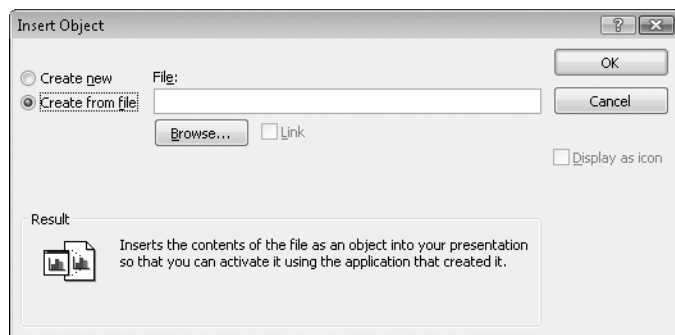 Insert Object
Create new
File:
OK
Create from file
Cancel
Browse...
Link
Display as icon
Result
Inserts the contents of the file as an object into your presentation
so that you can activate it using the application that created it.